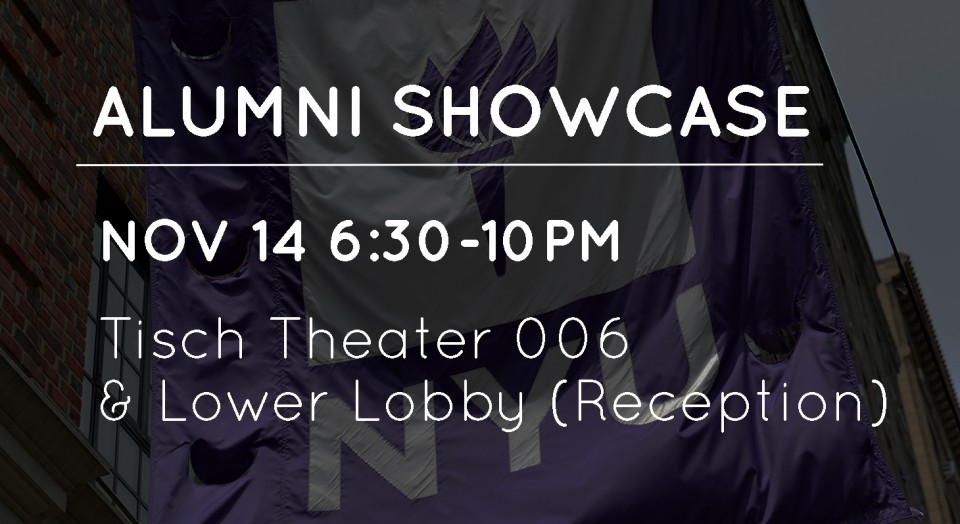 ALUMNI SHOWCASE
NOV 14 6:30-10PM
Tisch Theater 006
& Lower Lobby (Reception)
NYU